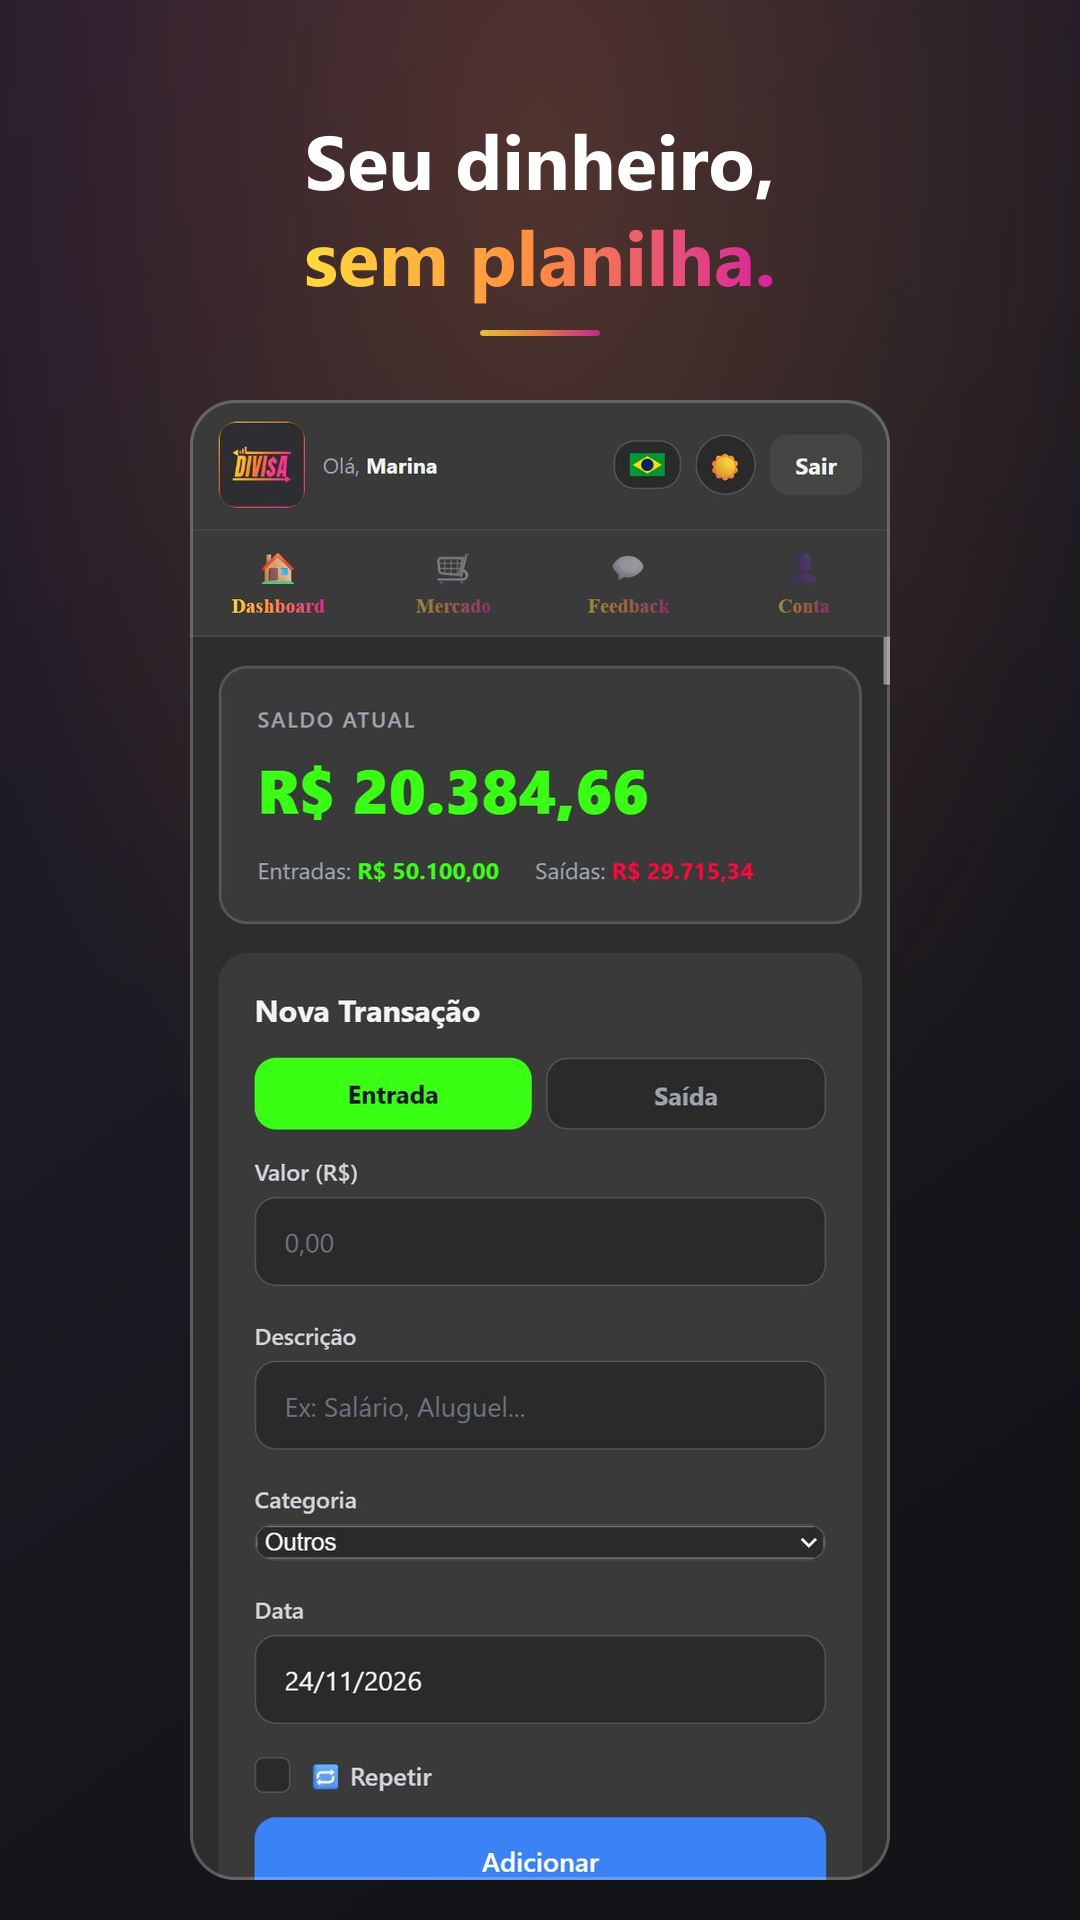 Seu dinheiro,
sem planilha.
DIVI$A
Olá, Marina
Sair
Dashboard
Mercado
Feedback
Conta
SALDO ATUAL
R$ 20.384,66
Entradas: R$ 50.100,00 Saídas: R$ 29.715,34
Nova Transação
Entrada
Saída
Valor (R$)
0,00
Descrição
Ex: Salário, Aluguel...
Categoria
Outros
Data
24/11/2026
Repetir
Adicionar